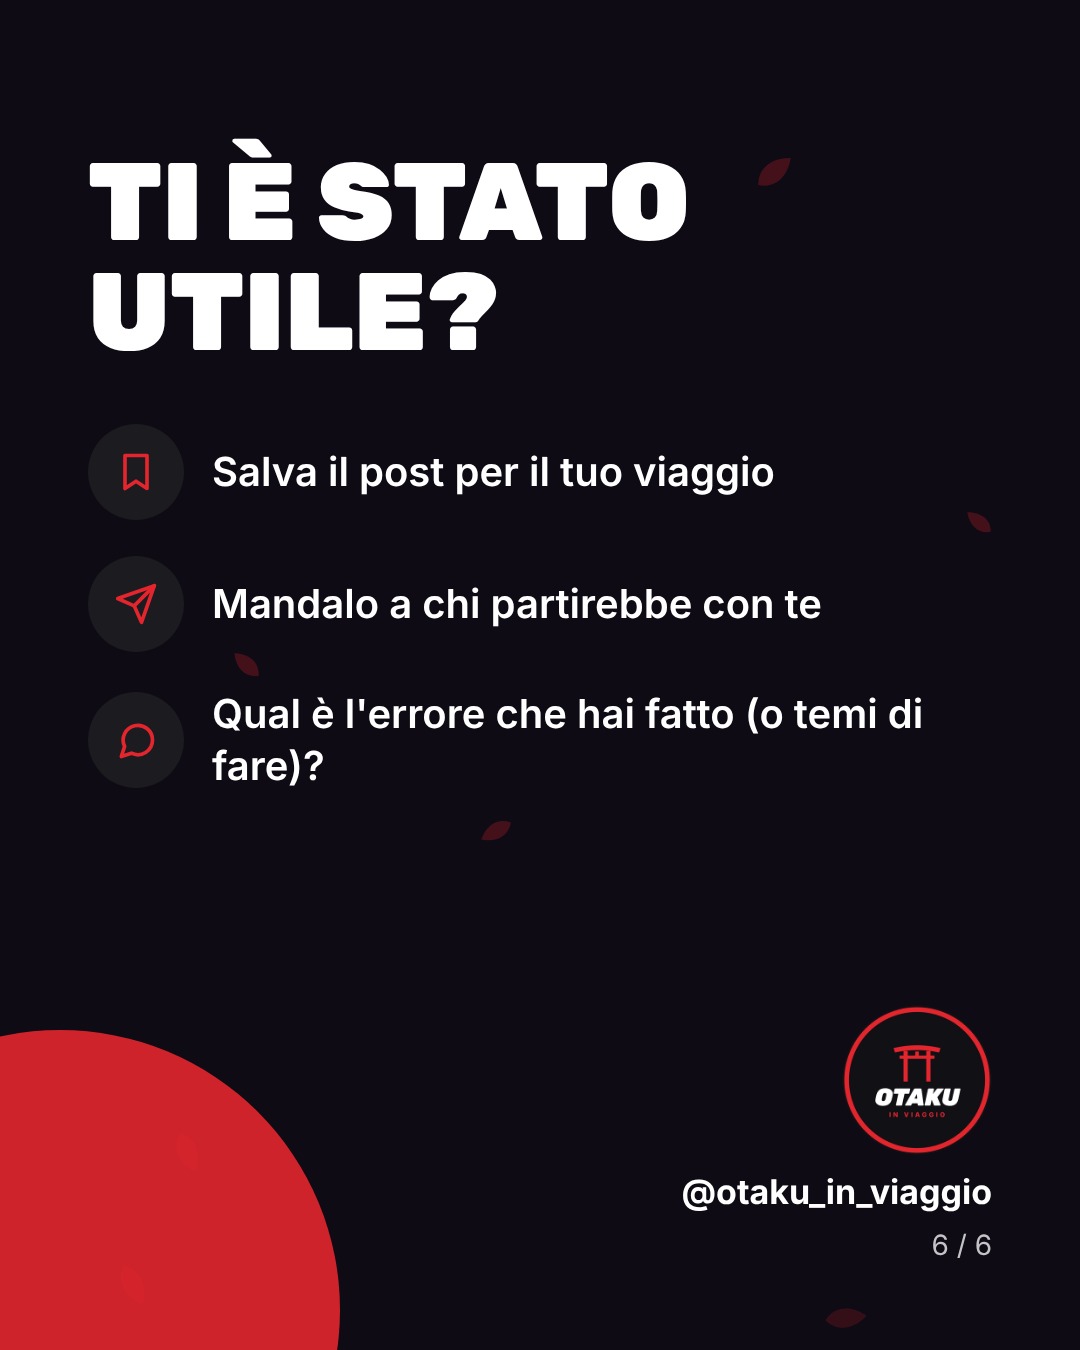 TI È STATO
UTILE?
Salva il post per il tuo viaggio
Mandalo a chi partirebbe con te
Qual è l'errore che hai fatto (o temi di
fare)?
OTAKU
IN VIAGGIO
@otaku_in_viaggio
6 / 6